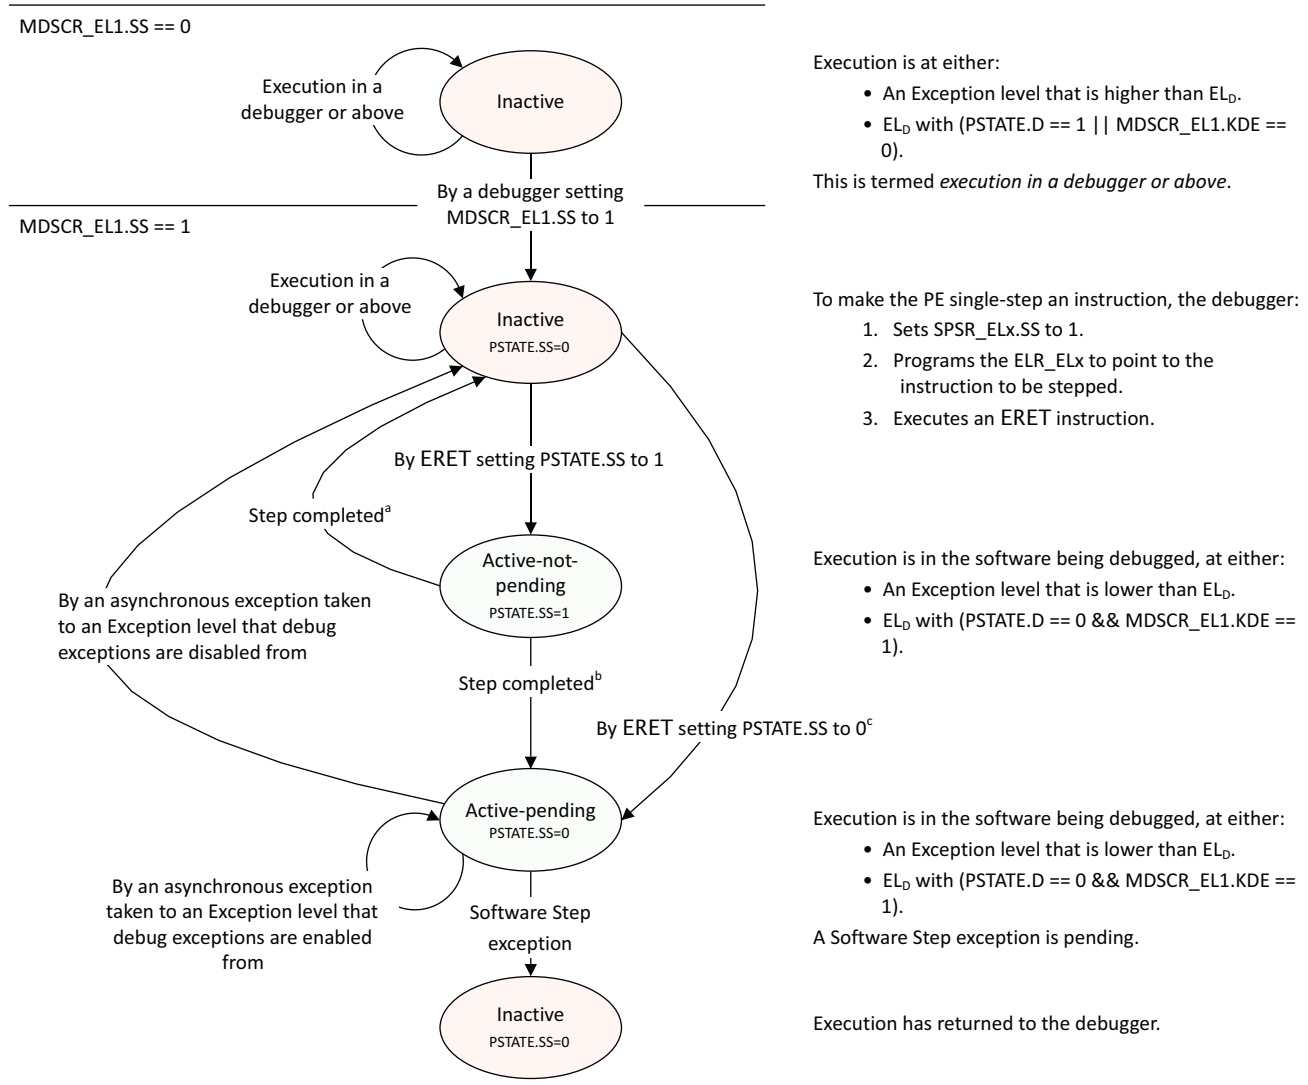 MDSCR_EL1.SS == 0
Execution in a
debugger or above
Inactive
Execution is at either:
• An Exception level that is higher than ELD.
• ELD with (PSTATE.D == 1 || MDSCR_EL1.KDE ==
0).
This is termed execution in a debugger or above.
By a debugger setting
MDSCR_EL1.SS to 1
MDSCR_EL1.SS == 1
Execution in a
debugger or above
Inactive
PSTATE.SS=0
To make the PE single-step an instruction, the debugger:
1. Sets SPSR_ELx.SS to 1.
2. Programs the ELR_ELx to point to the
instruction to be stepped.
3. Executes an ERET instruction.
By ERET setting PSTATE.SS to 1
Step completeda
Active-not-
pending
PSTATE.SS=1
Execution is in the software being debugged, at either:
• An Exception level that is lower than ELD.
• ELD with (PSTATE.D == 0 && MDSCR_EL1.KDE ==
1).
By an asynchronous exception taken
to an Exception level that debug
exceptions are disabled from
Step completedb
By ERET setting PSTATE.SS to 0c
Active-pending
PSTATE.SS=0
Execution is in the software being debugged, at either:
• An Exception level that is lower than ELD.
• ELD with (PSTATE.D == 0 && MDSCR_EL1.KDE ==
1).
A Software Step exception is pending.
By an asynchronous exception
taken to an Exception level that
debug exceptions are enabled
from
Software Step
exception
Inactive
PSTATE.SS=0
Execution has returned to the debugger.